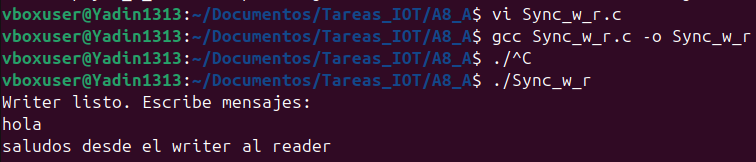 vboxuser@Yadin1313:~/Documentos/Tareas_IOT/A8_A$ vi Sync_w_r.c
vboxuser@Yadin1313:~/Documentos/Tareas_IOT/A8_A$ gcc Sync_w_r.c -o Sync_w_r
vboxuser@Yadin1313:~/Documentos/Tareas_IOT/A8_A$ ./^C
vboxuser@Yadin1313:~/Documentos/Tareas_IOT/A8_A$ ./Sync_w_r
Writer listo. Escribe mensajes:
hola
saludos desde el writer al reader